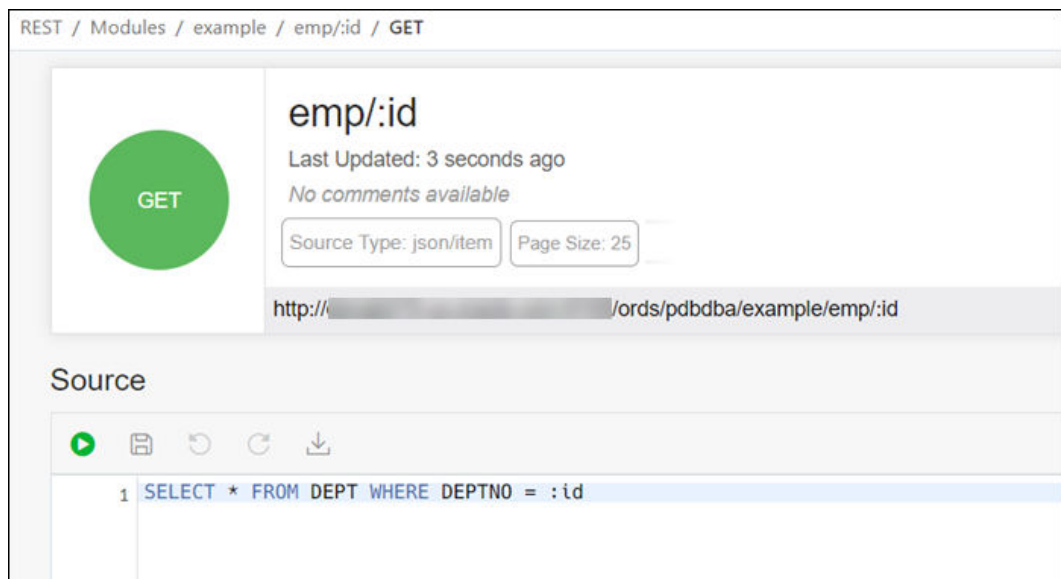 REST / Modules / example / emp/:id / GET
GET
emp/:id
Last Updated: 3 seconds ago
No comments available
Source Type: json/item Page Size: 25
http:// /ords/pdbdba/example/emp/:id
Source
1 SELECT * FROM DEPT WHERE DEPTNO = :id